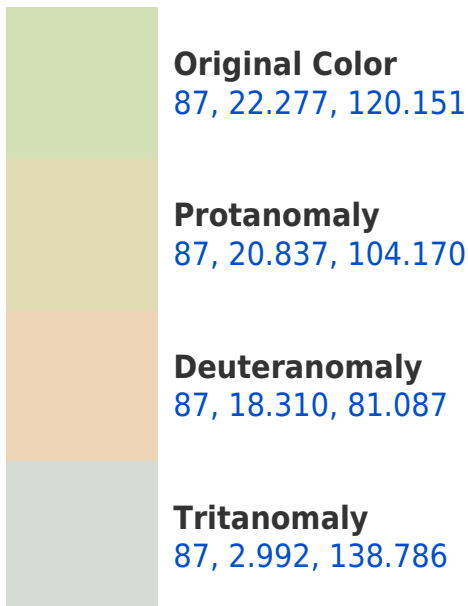 Original Color
87, 22.277, 120.151
Protanomaly
87, 20.837, 104.170
Deuteranomaly
87, 18.310, 81.087
Tritanomaly
87, 2.992, 138.786